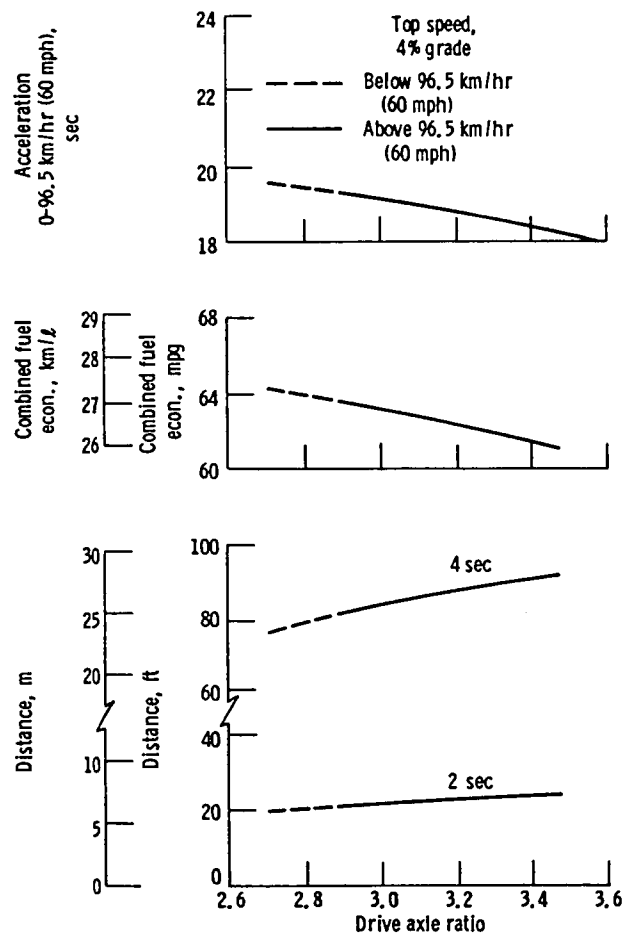 Acceleration
0-96.5 km/hr (60 mph),
sec
24
22
20
18
Top speed,
4% grade
Below 96.5 km/hr
(60 mph)
Above 96.5 km/hr
(60 mph)
Combined fuel
econ., km/ℓ
29
28
27
26
Combined fuel
econ., mpg
68
64
60
Distance, m
30
25
20
10
5
0
Distance, ft
100
80
60
40
20
0
4 sec
2 sec
2.6 2.8 3.0 3.2 3.4 3.6
Drive axle ratio